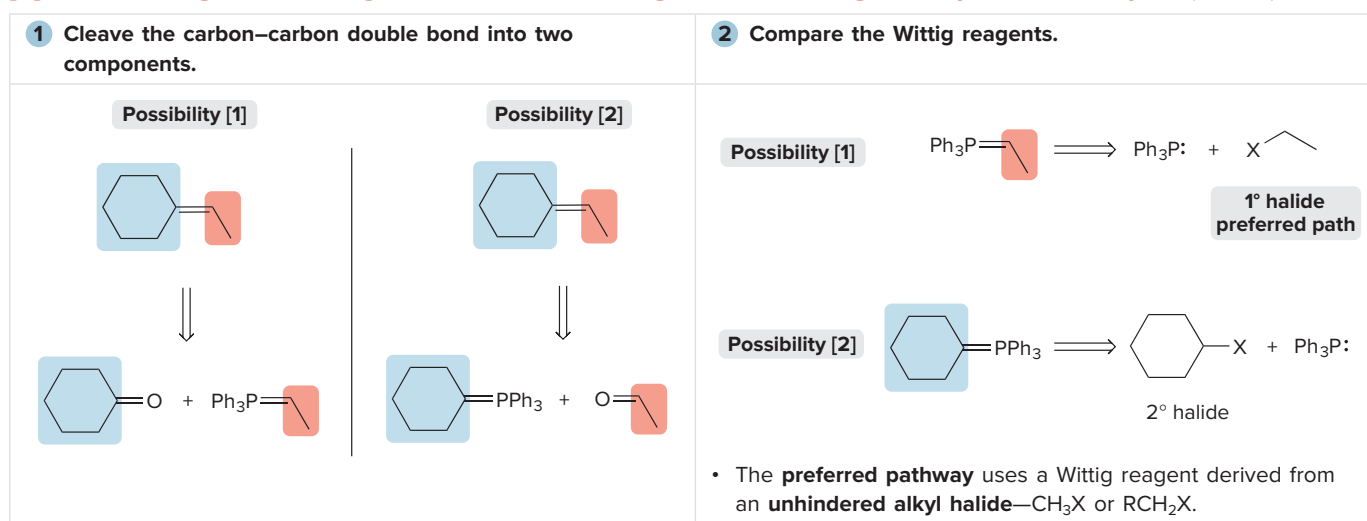 1 Cleave the carbon–carbon double bond into two
components.
Possibility [1]
Possibility [2]
O + Ph₃P
PPh₃ + O
2 Compare the Wittig reagents.
Possibility [1]
Ph₃P
Ph₃P: + X
1° halide
preferred path
Possibility [2]
PPh₃
X + Ph₃P:
2° halide
• The preferred pathway uses a Wittig reagent derived from
an unhindered alkyl halide—CH₃X or RCH₂X.